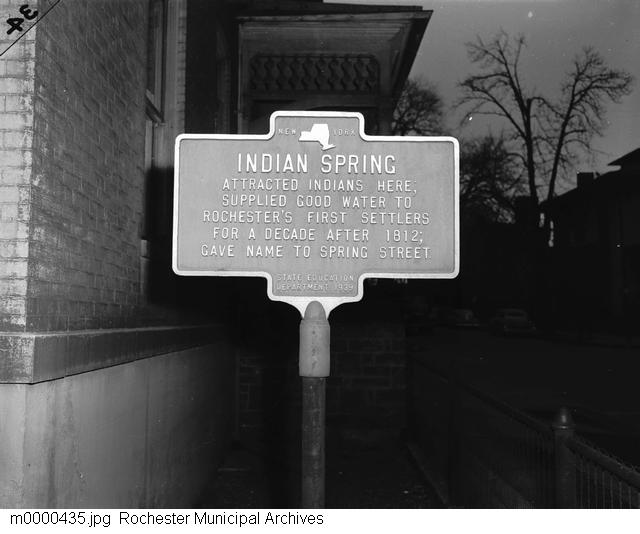 34
NEW YORK
INDIAN SPRING
ATTRACTED INDIANS HERE;
SUPPLIED GOOD WATER TO
ROCHESTER'S FIRST SETTLERS
FOR A DECADE AFTER 1812;
GAVE NAME TO SPRING STREET.
STATE EDUCATION
DEPARTMENT 1939
m0000435.jpg Rochester Municipal Archives